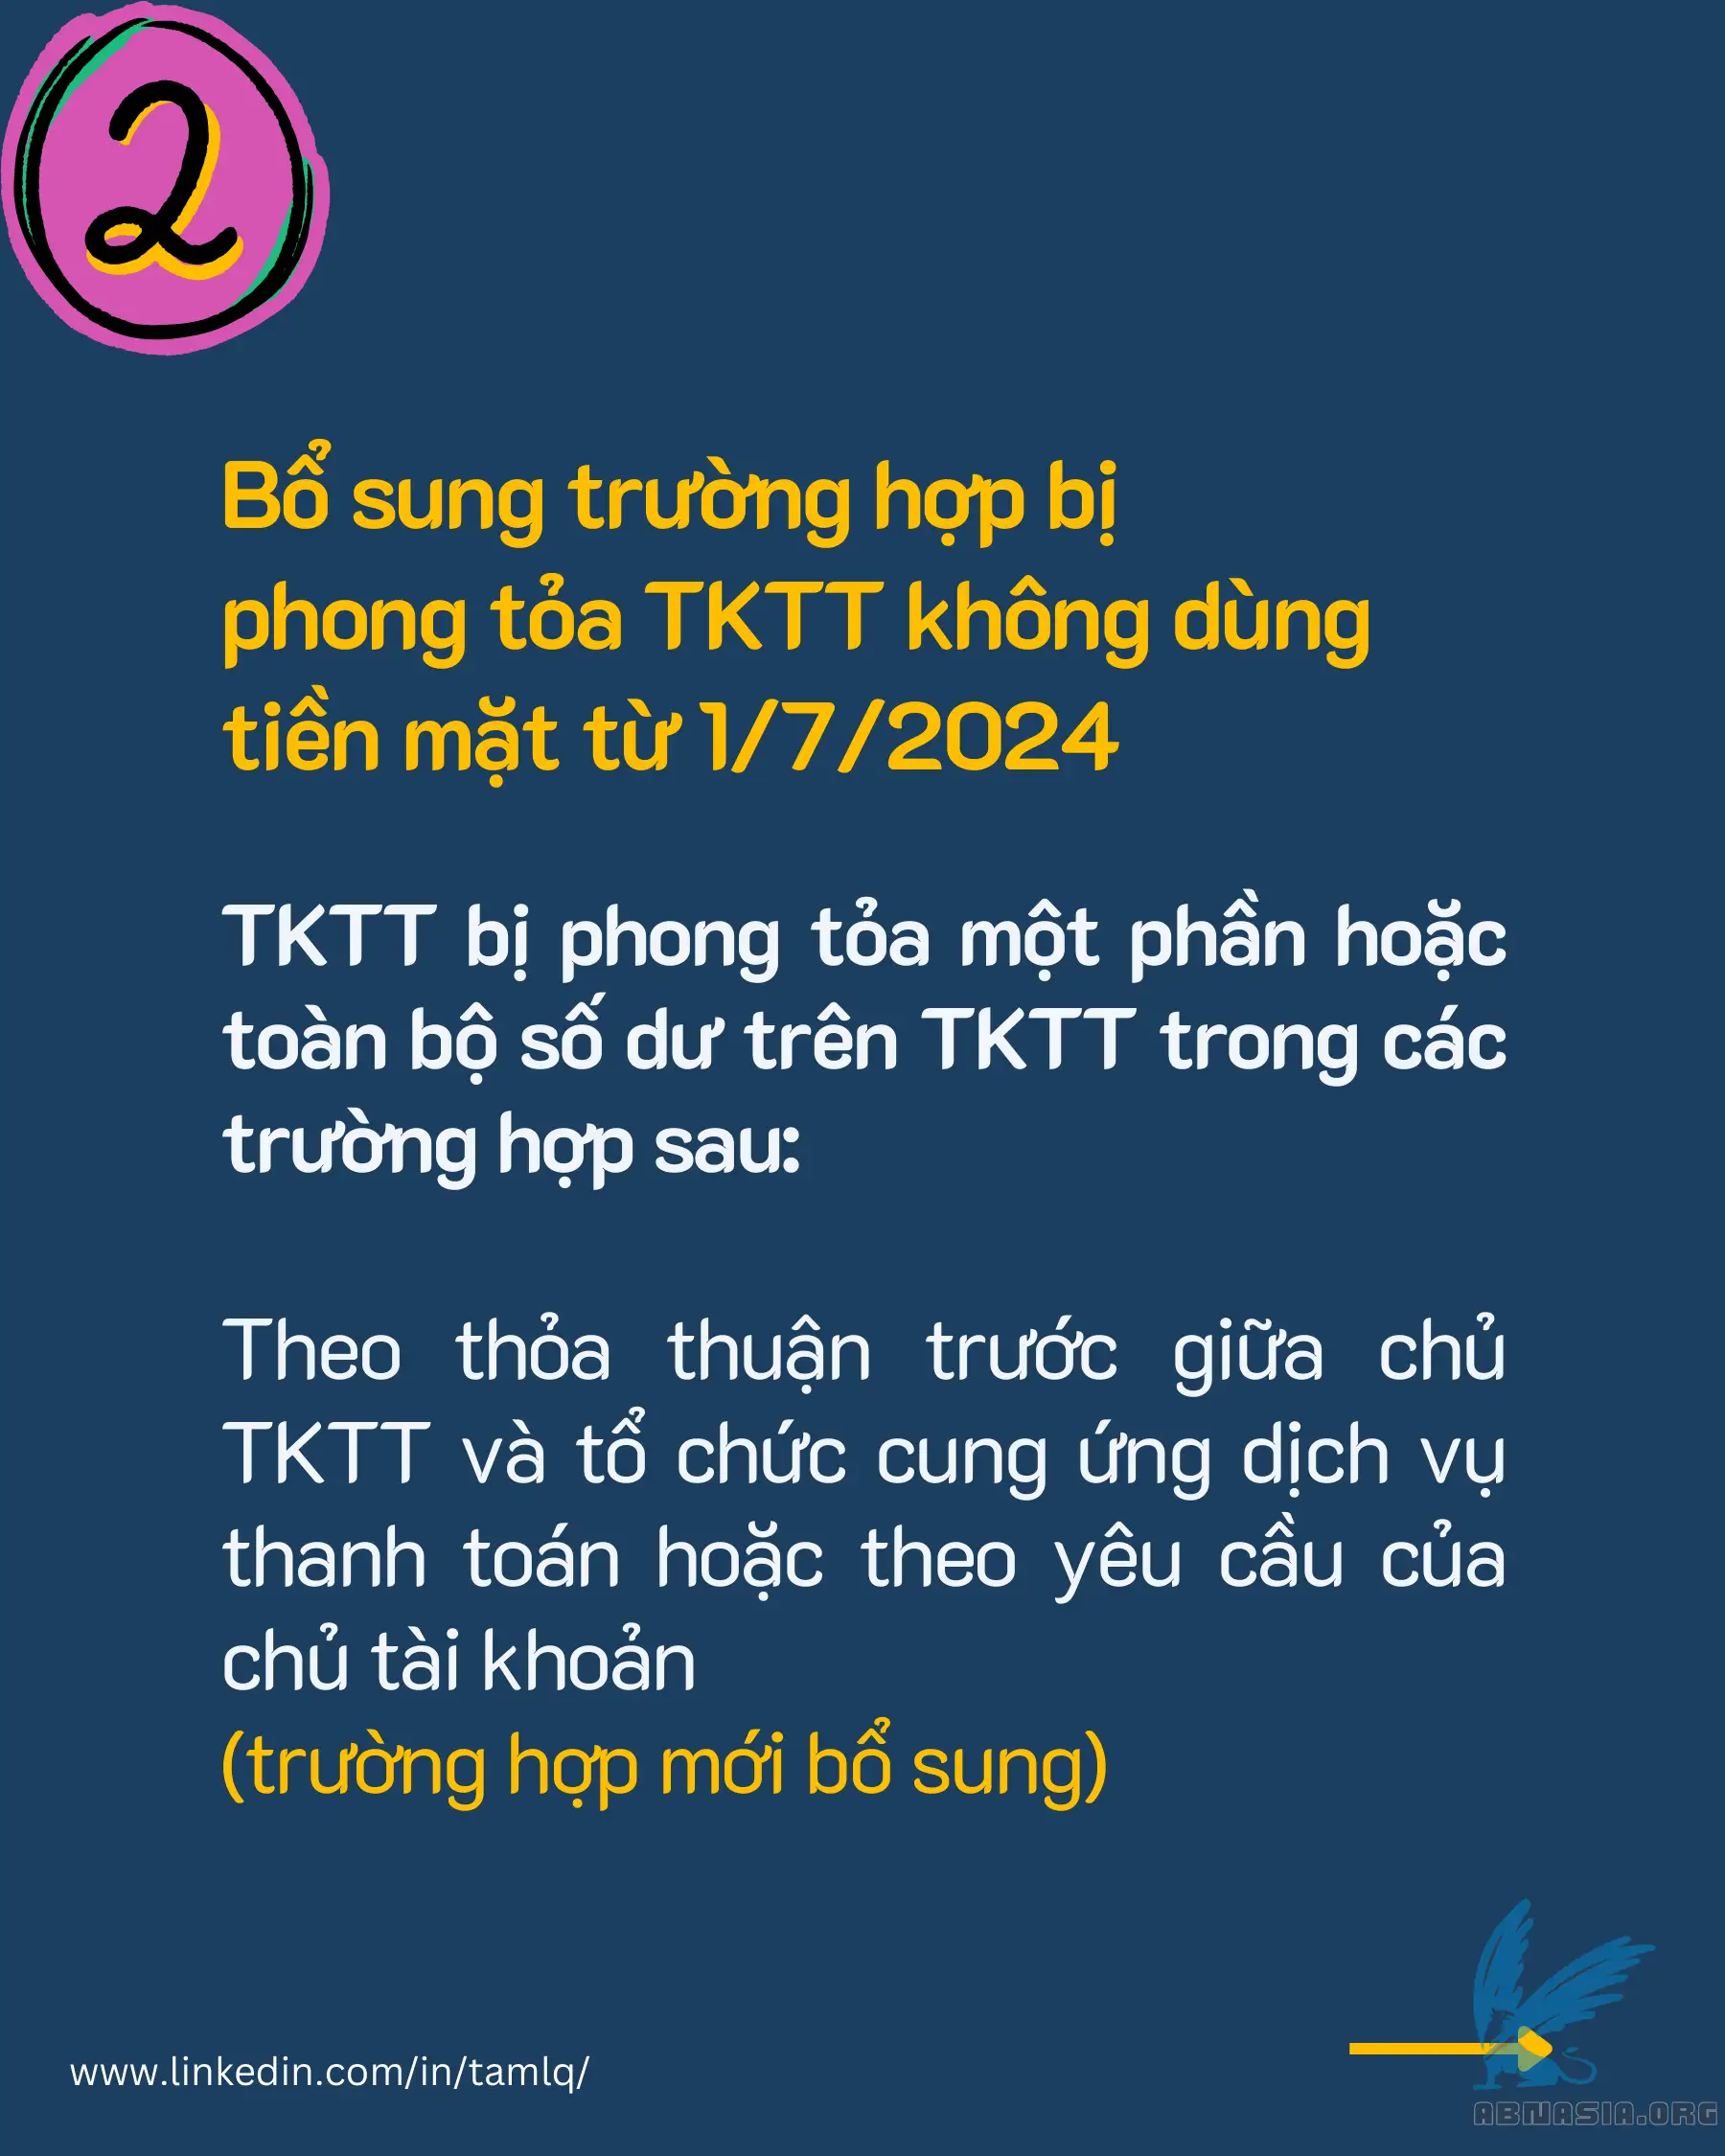 2
Bổ sung trường hợp bị
phong tỏa TKTT không dùng
tiền mặt từ 1/7/2024
TKTT bị phong tỏa một phần hoặc
toàn bộ số dư trên TKTT trong các
trường hợp sau:
Theo thỏa thuận trước giữa chủ
TKTT và tổ chức cung ứng dịch vụ
thanh toán hoặc theo yêu cầu của
chủ tài khoản
(trường hợp mới bổ sung)
www.linkedin.com/in/tamlq/
ABNASIA.ORG